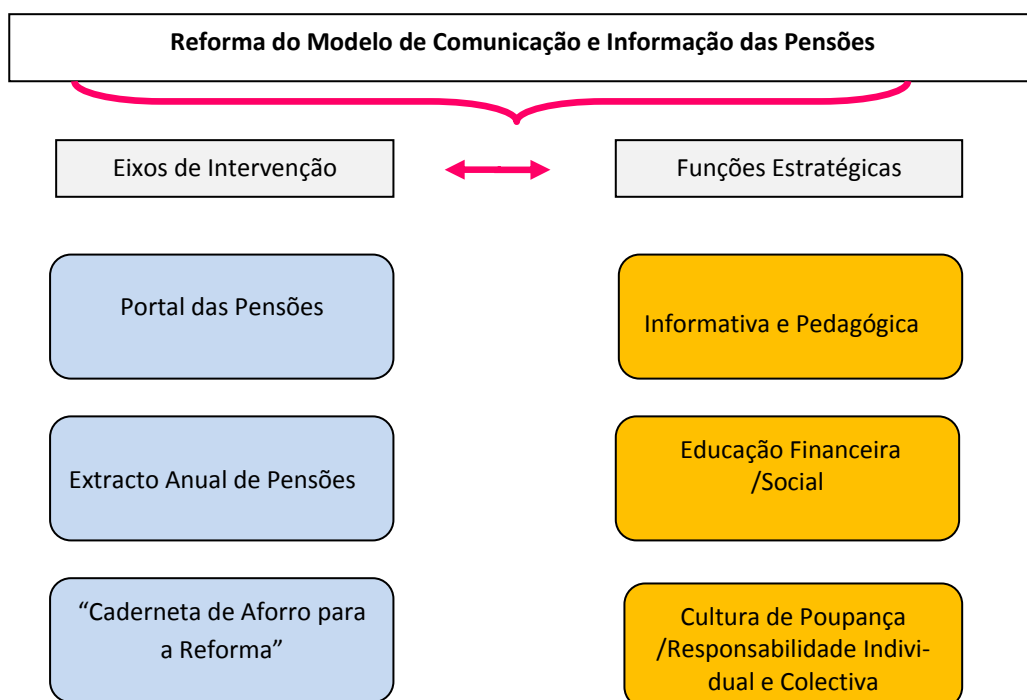 Reforma do Modelo de Comunicação e Informação das Pensões
Eixos de Intervenção
Funções Estratégicas
Portal das Pensões
Informativa e Pedagógica
Extracto Anual de Pensões
Educação Financeira
/Social
“Caderneta de Aforro para
a Reforma”
Cultura de Poupança
/Responsabilidade Indivi-
dual e Colectiva